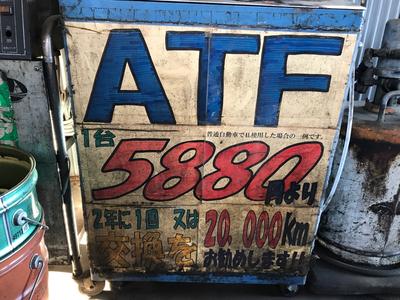 ATF
普通自動車で4L使用した場合の一例です。
1台
5880
円より
2年に1回 又は 20,000Km
交換を お勧めします!!